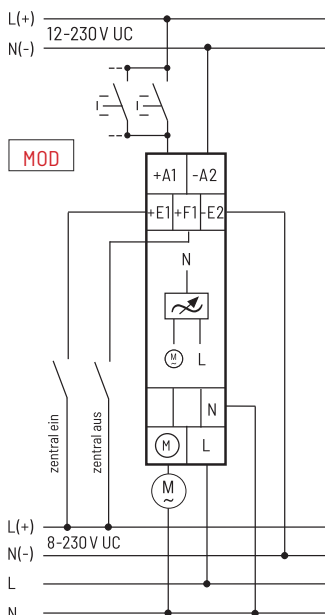 L(+)
12-230 V UC
N(-)
MOD
+A1 -A2
+E1 +F1 -E2
N
M
~
L
N
M L
M
~
zentral ein
zentral aus
L(+)
8-230 V UC
N(-)
L
N